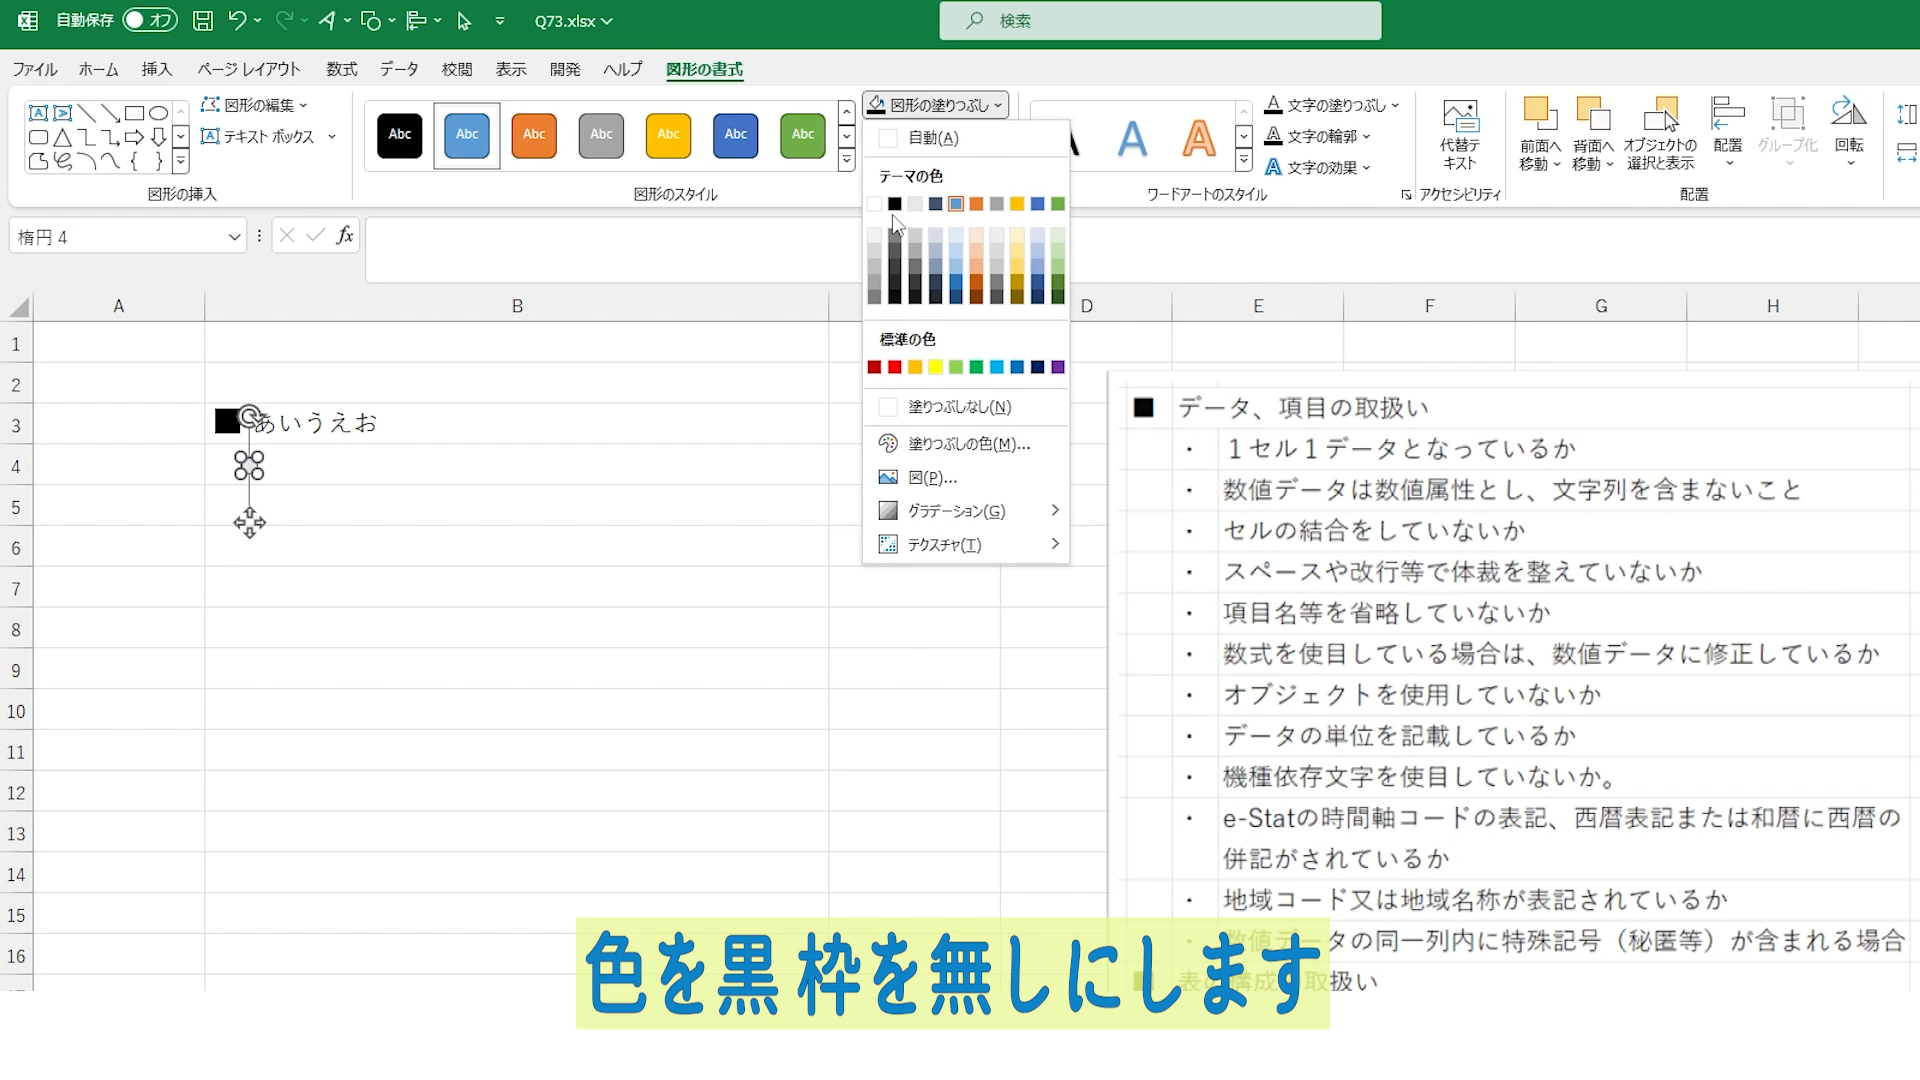 自動保存 オフ Q73.xlsx 検索
ファイル ホーム 挿入 ページ レイアウト 数式 データ 校閲 表示 開発 ヘルプ 図形の書式
図形の編集
テキスト ボックス
図形の挿入
Abc Abc Abc Abc Abc Abc Abc
図形のスタイル
図形の塗りつぶし
自動(A)
テーマの色
標準の色
塗りつぶしなし(N)
塗りつぶしの色(M)...
図(P)...
グラデーション(G)
テクスチャ(T)
A A A
文字の塗りつぶし
文字の輪郭
文字の効果
ワードアートのスタイル
代替テ
キスト
アクセシビリティ
前面へ
移動
背面へ
移動
オブジェクトの
選択と表示
配置
グループ化
回転
配置
楕円 4
fx
A B D E F G H
1
2
3
4
5
6
7
8
9
10
11
12
13
14
15
16
■あいうえお
■ データ、項目の取扱い
・ １セル１データとなっているか
・ 数値データは数値属性とし、文字列を含まないこと
・ セルの結合をしていないか
・ スペースや改行等で体裁を整えていないか
・ 項目名等を省略していないか
・ 数式を使目している場合は、数値データに修正しているか
・ オブジェクトを使用していないか
・ データの単位を記載しているか
・ 機種依存文字を使目していないか。
・ e-Statの時間軸コードの表記、西暦表記または和暦に西暦の
併記がされているか
・ 地域コード又は地域名称が表記されているか
・ 数値データの同一列内に特殊記号（秘匿等）が含まれる場合
■ 表の構成の取扱い
色を黒 枠を無しにします